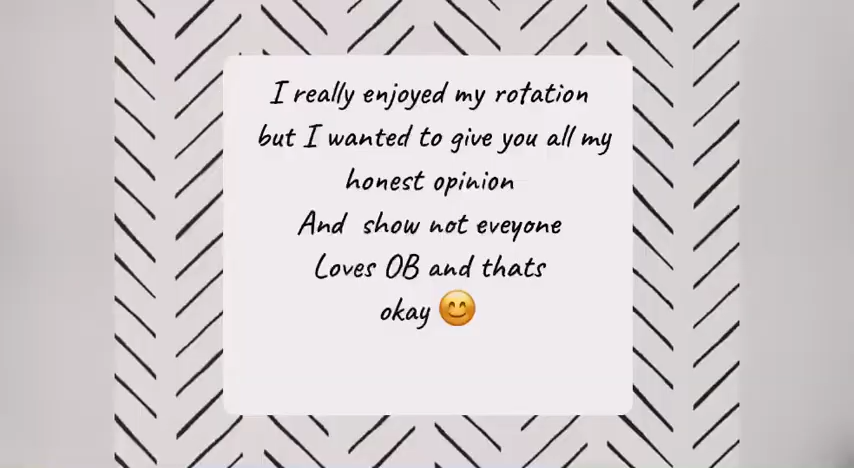 I really enjoyed my rotation
but I wanted to give you all my
honest opinion
And show not eveyone
Loves OB and thats
okay 😊